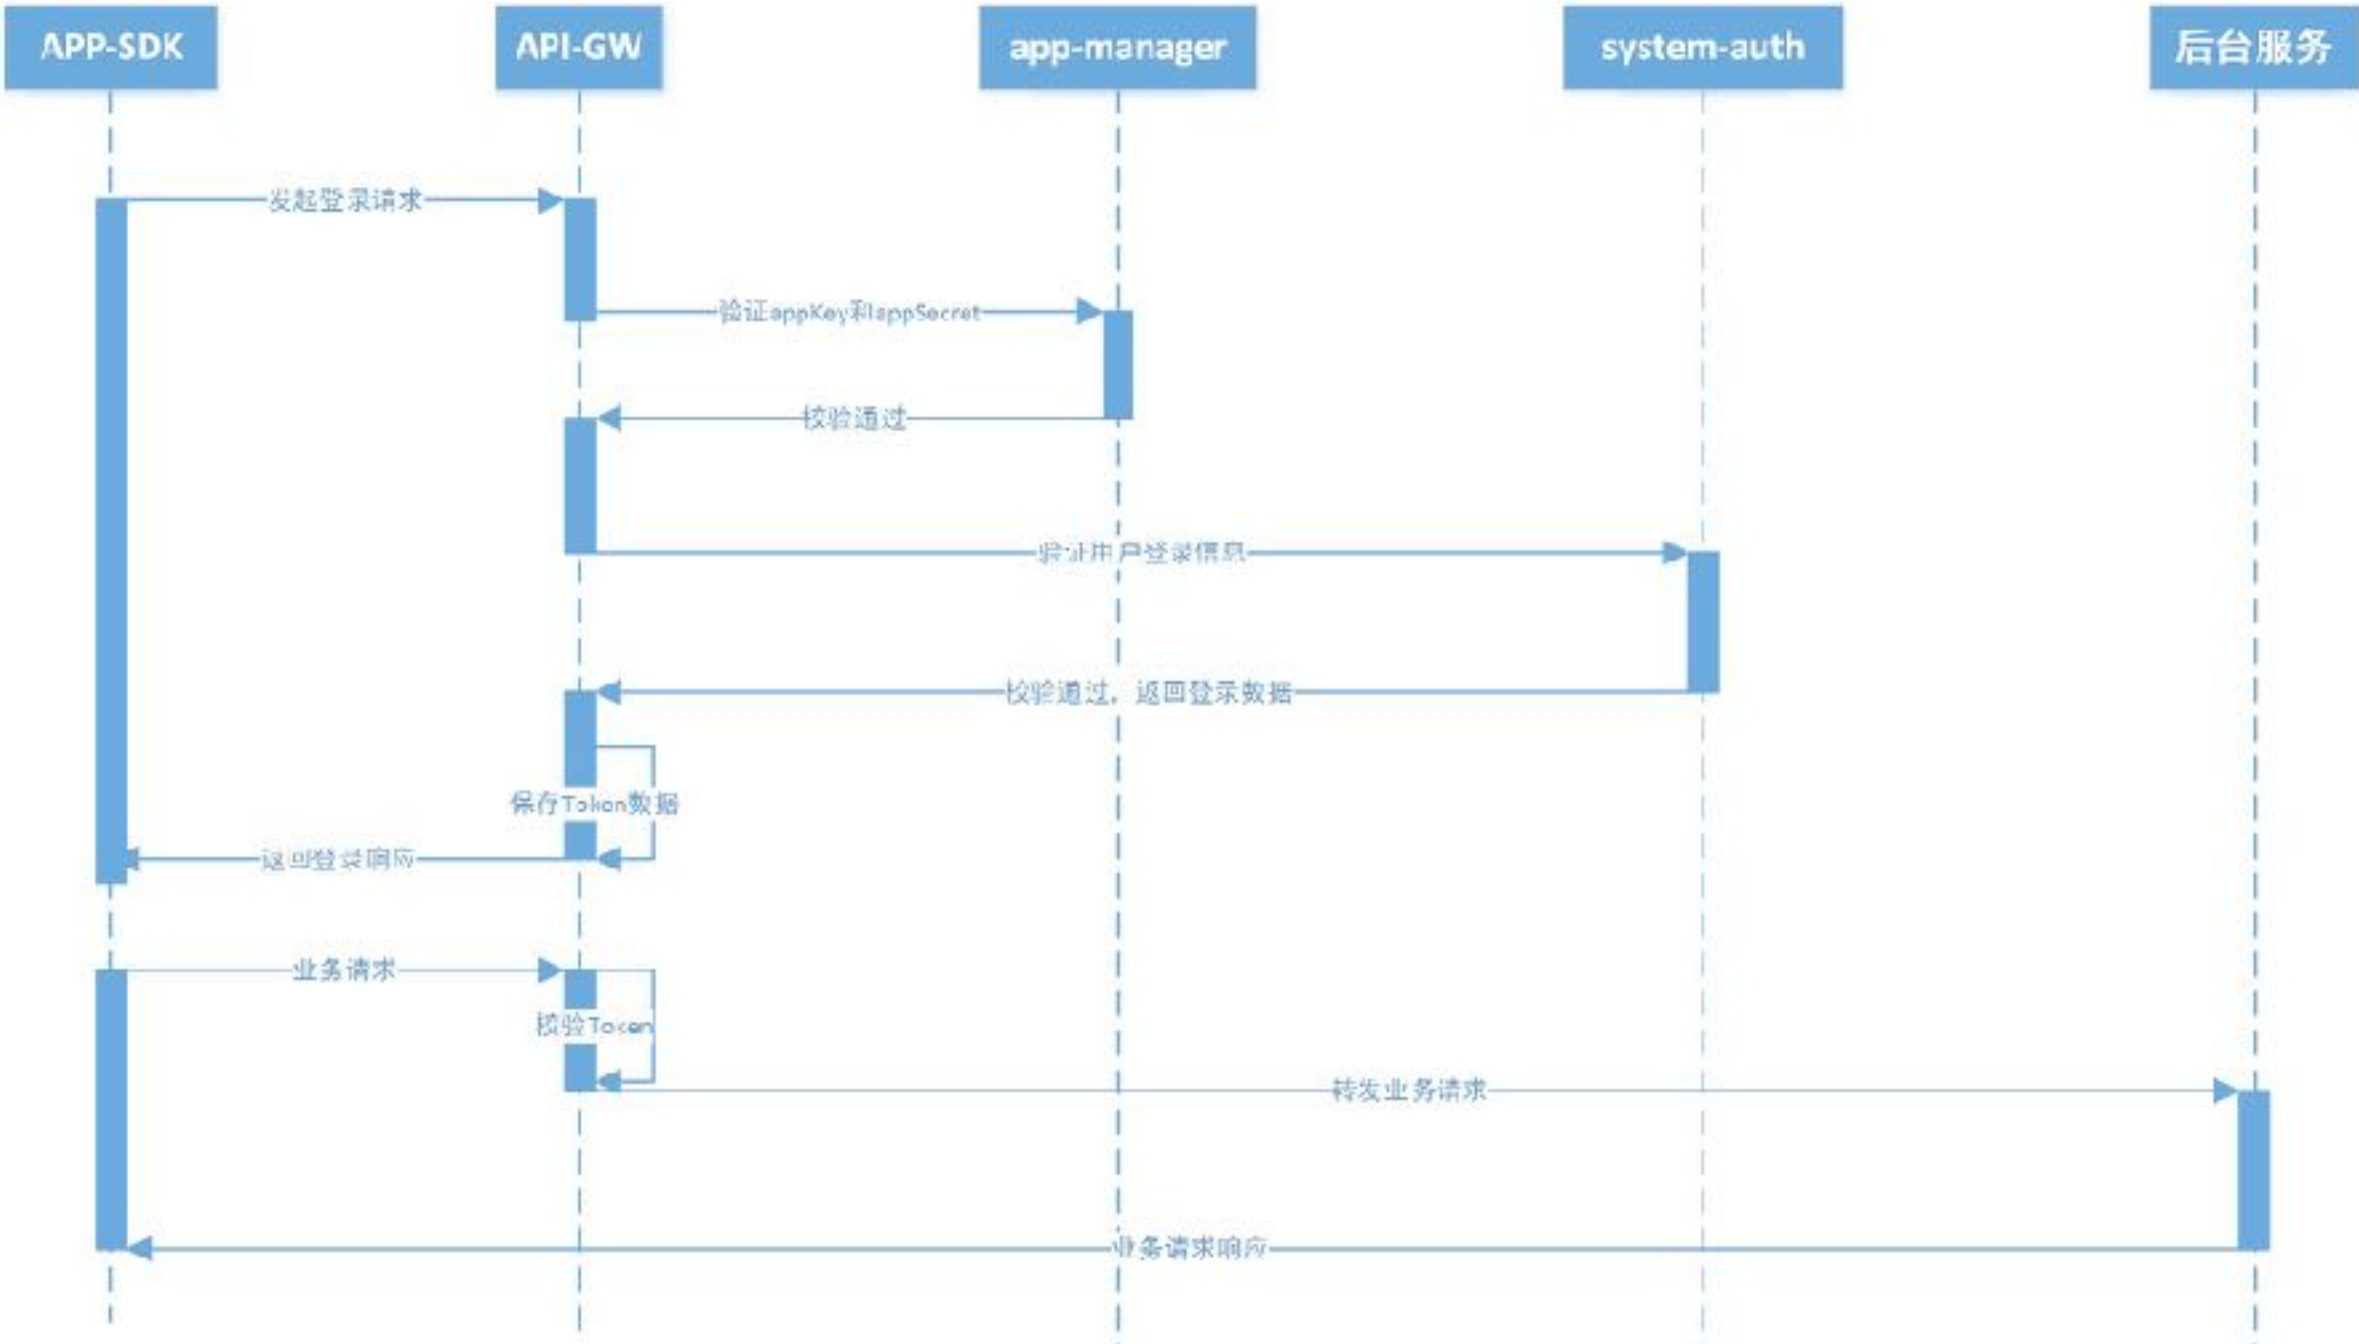 APP-SDK
API-GW
app-manager
system-auth
后台服务
发起登录请求
验证appKey和appSecret
校验通过
验证用户登录信息
校验通过，返回登录数据
保存Token数据
返回登录响应
业务请求
校验Token
转发业务请求
业务请求响应